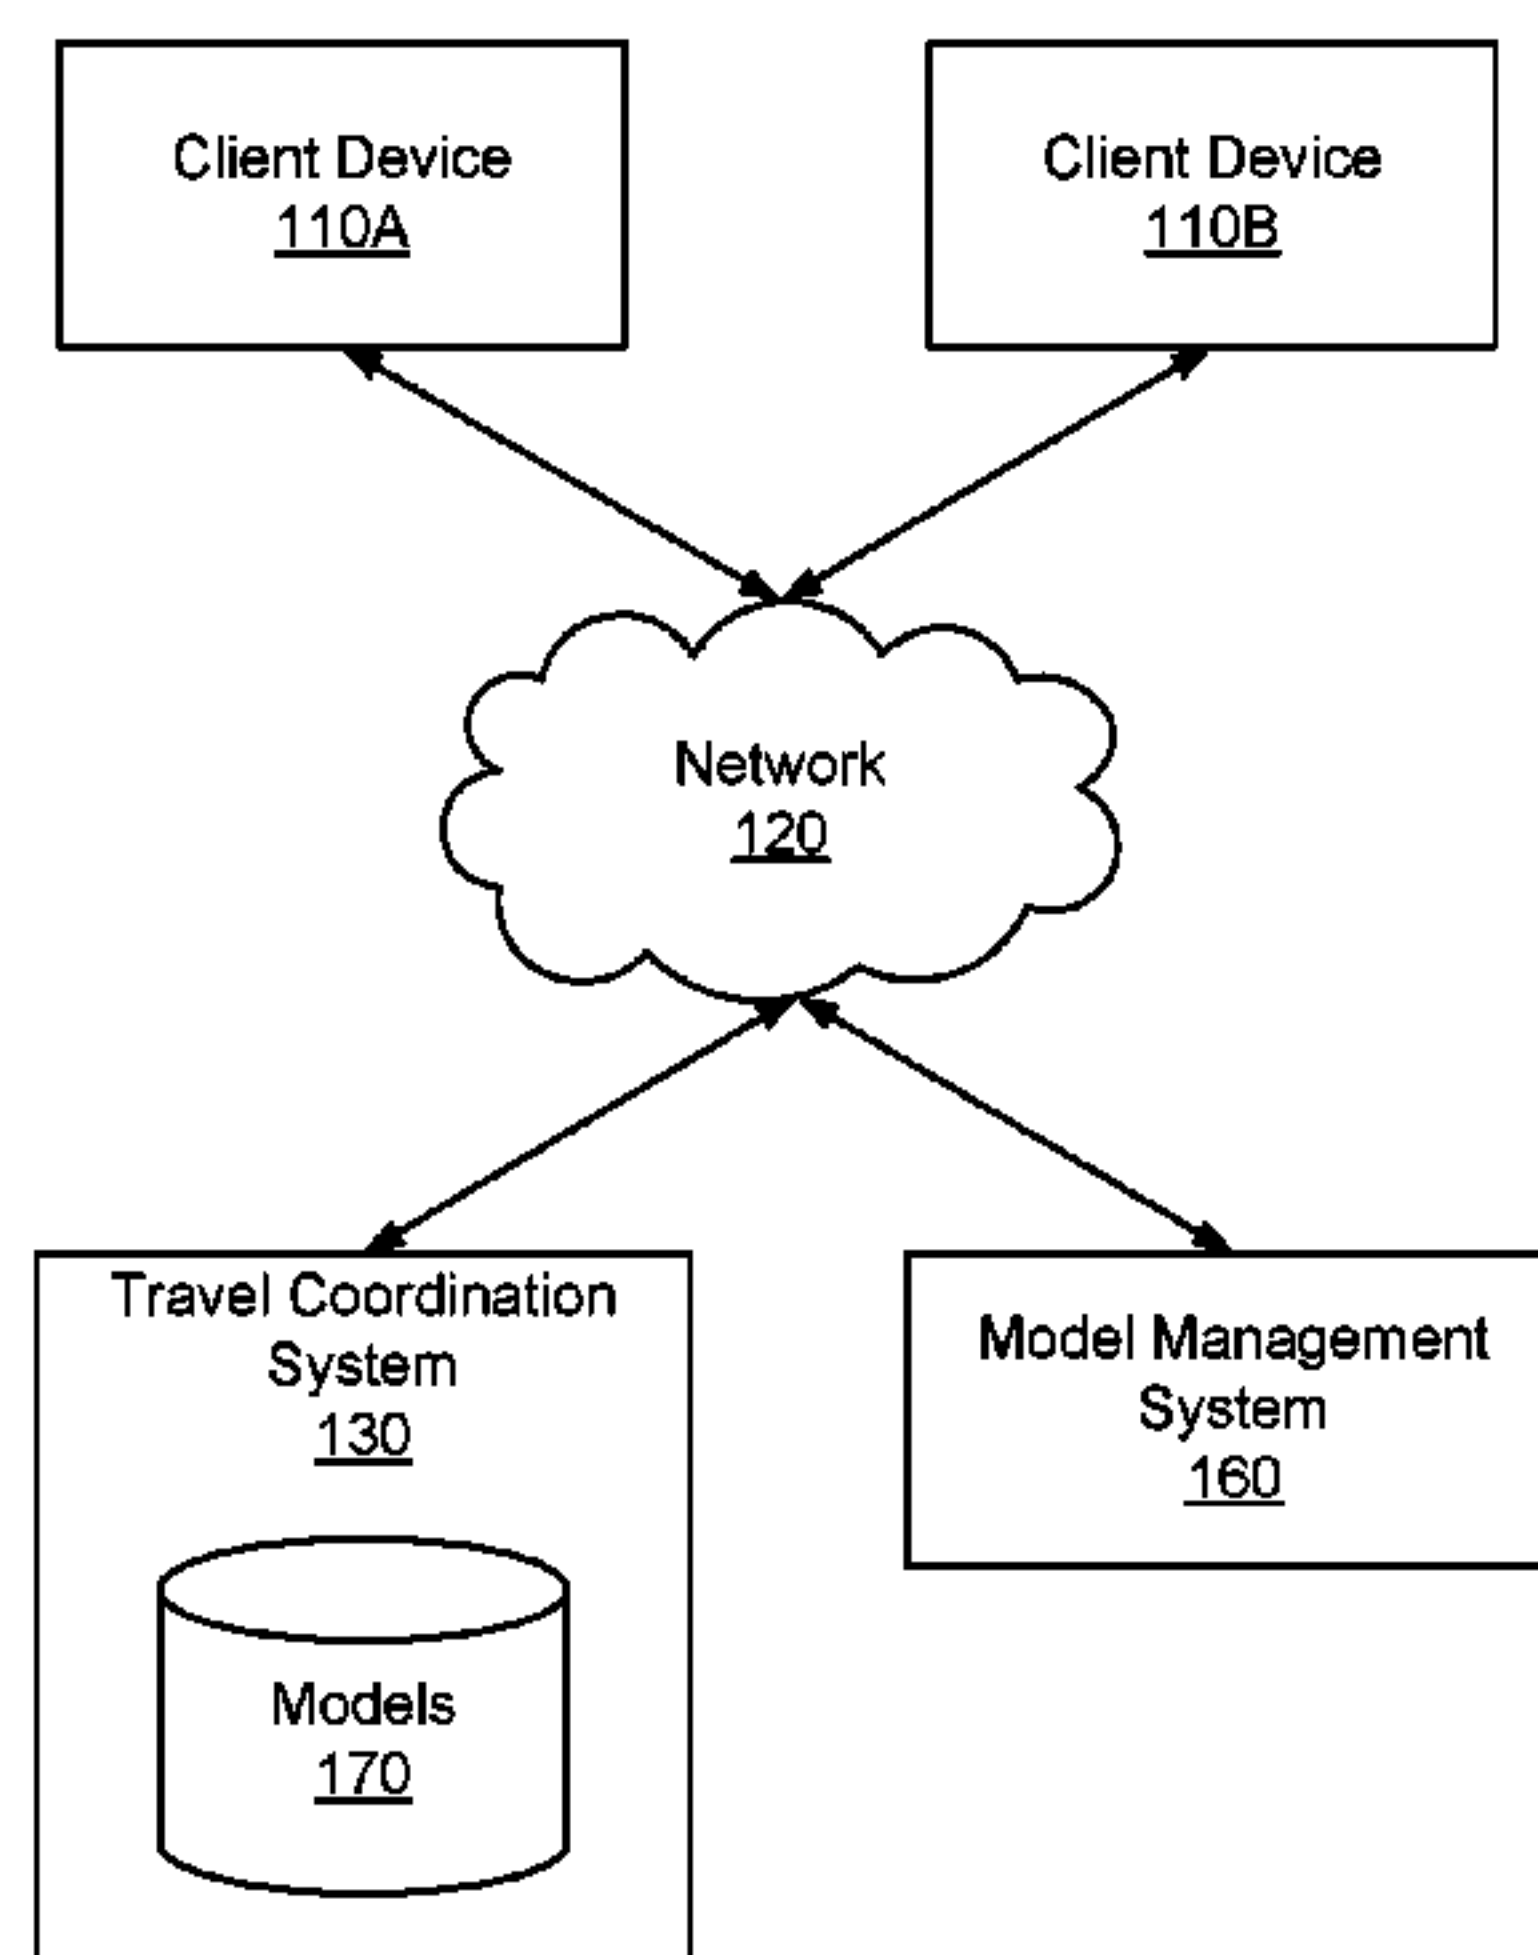 Client Device
110A
Client Device
110B
Network
120
Travel Coordination
System
130
Model Management
System
160
Models
170